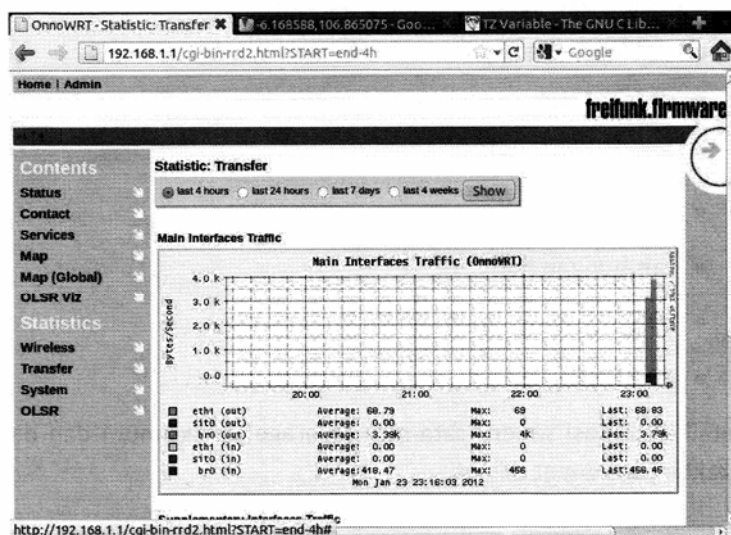 OnnoWRT - Statistic: Transfer
-6.168588,106.865075 - Goo...
TZ Variable - The GNU C Lib...
192.168.1.1/cgi-bin-rrd2.html?START=end-4h
Google
Home | Admin
freifunk.firmware
Contents
Status
Contact
Services
Map
Map (Global)
OLSR Viz
Statistics
Wireless
Transfer
System
OLSR
Statistic: Transfer
last 4 hours last 24 hours last 7 days last 4 weeks Show
Main Interfaces Traffic
Main Interfaces Traffic (OnnoWRT)
Bytes/Second
4.0 k
3.0 k
2.0 k
1.0 k
0.0
20:00 21:00 22:00 23:00
eth1 (out) Average: 68.79 Max: 69 Last: 68.83
sit0 (out) Average: 0.00 Max: 0 Last: 0.00
br0 (out) Average: 3.39k Max: 4k Last: 3.79k
eth1 (in) Average: 0.00 Max: 0 Last: 0.00
sit0 (in) Average: 0.00 Max: 0 Last: 0.00
br0 (in) Average:418.47 Max: 456 Last:456.45
Mon Jan 23 23:16:03 2012
Supplementary Interfaces Traffic
http://192.168.1.1/cgi-bin-rrd2.html?START=end-4h#